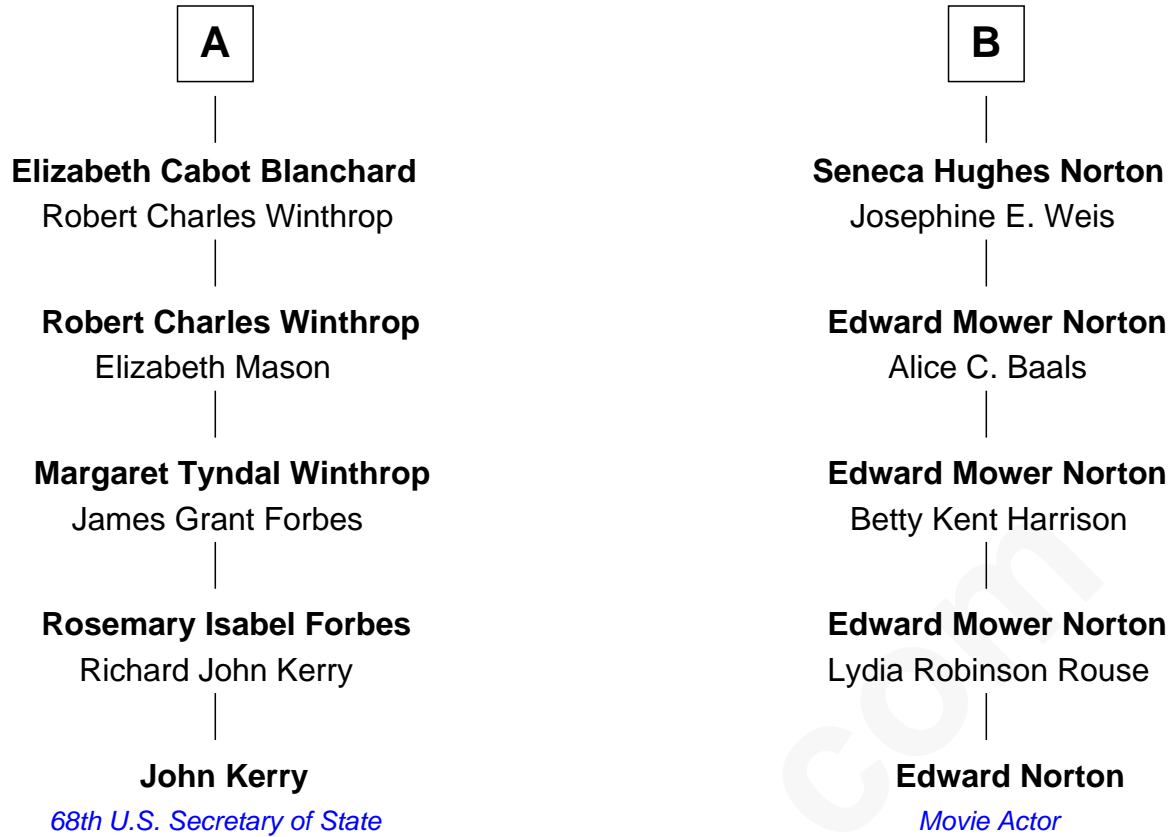 A
Elizabeth Cabot Blanchard
Robert Charles Winthrop
Robert Charles Winthrop
Elizabeth Mason
Margaret Tyndal Winthrop
James Grant Forbes
Rosemary Isabel Forbes
Richard John Kerry
John Kerry
68th U.S. Secretary of State
B
Seneca Hughes Norton
Josephine E. Weis
Edward Mower Norton
Alice C. Baals
Edward Mower Norton
Betty Kent Harrison
Edward Mower Norton
Lydia Robinson Rouse
Edward Norton
Movie Actor
com